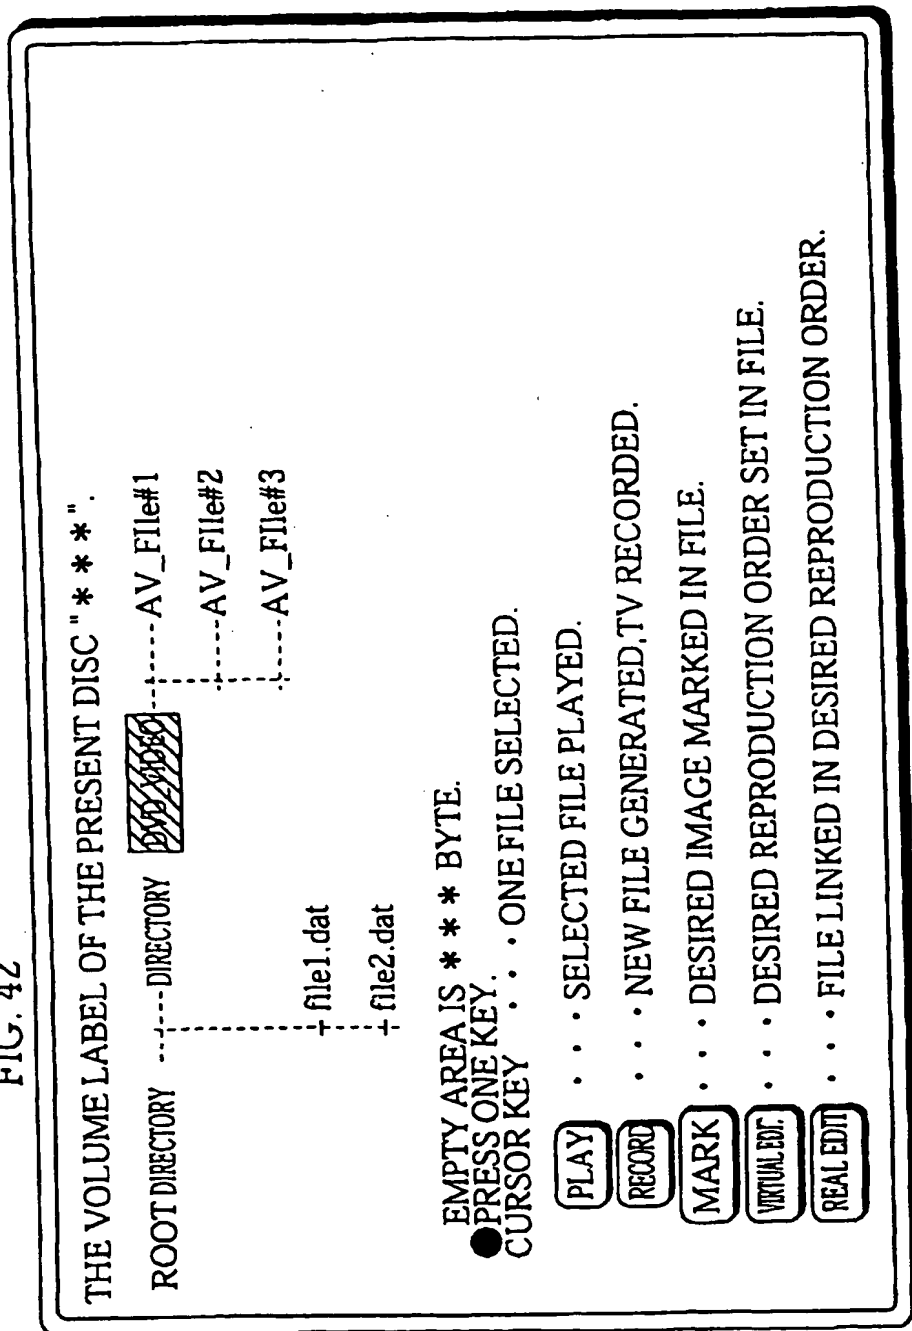 FIG. 42
THE VOLUME LABEL OF THE PRESENT DISC "* * *".
ROOT DIRECTORY -----DIRECTORY DVD_VIDEO -----AV_FIle#1
-----AV_FIle#2
file1.dat -----AV_FIle#3
file2.dat
EMPTY AREA IS * * * BYTE.
●PRESS ONE KEY.
CURSOR KEY · · · ONE FILE SELECTED.
PLAY · · · SELECTED FILE PLAYED.
RECORD · · · NEW FILE GENERATED,TV RECORDED.
MARK · · · DESIRED IMAGE MARKED IN FILE.
VIRTUAL EDIT. · · · DESIRED REPRODUCTION ORDER SET IN FILE.
REAL EDIT · · · FILE LINKED IN DESIRED REPRODUCTION ORDER.